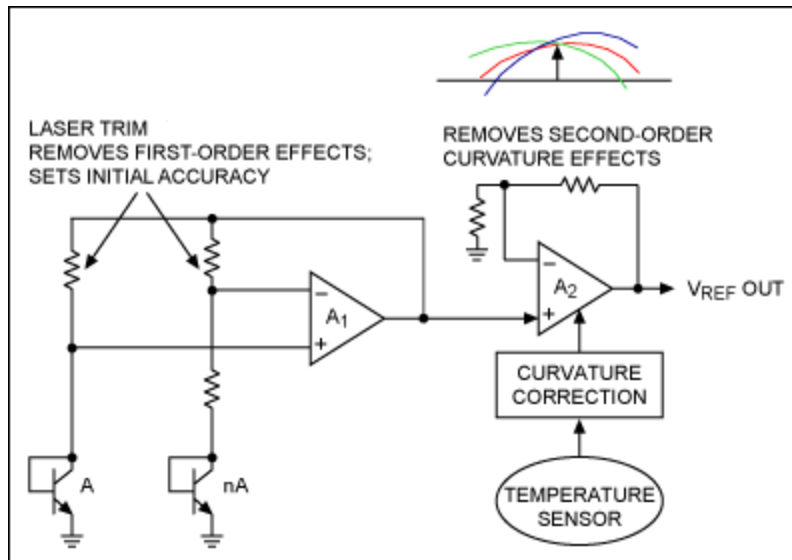 LASER TRIM
REMOVES FIRST-ORDER EFFECTS;
SETS INITIAL ACCURACY
REMOVES SECOND-ORDER
CURVATURE EFFECTS
A1
A2
VREF OUT
CURVATURE
CORRECTION
A
nA
TEMPERATURE
SENSOR